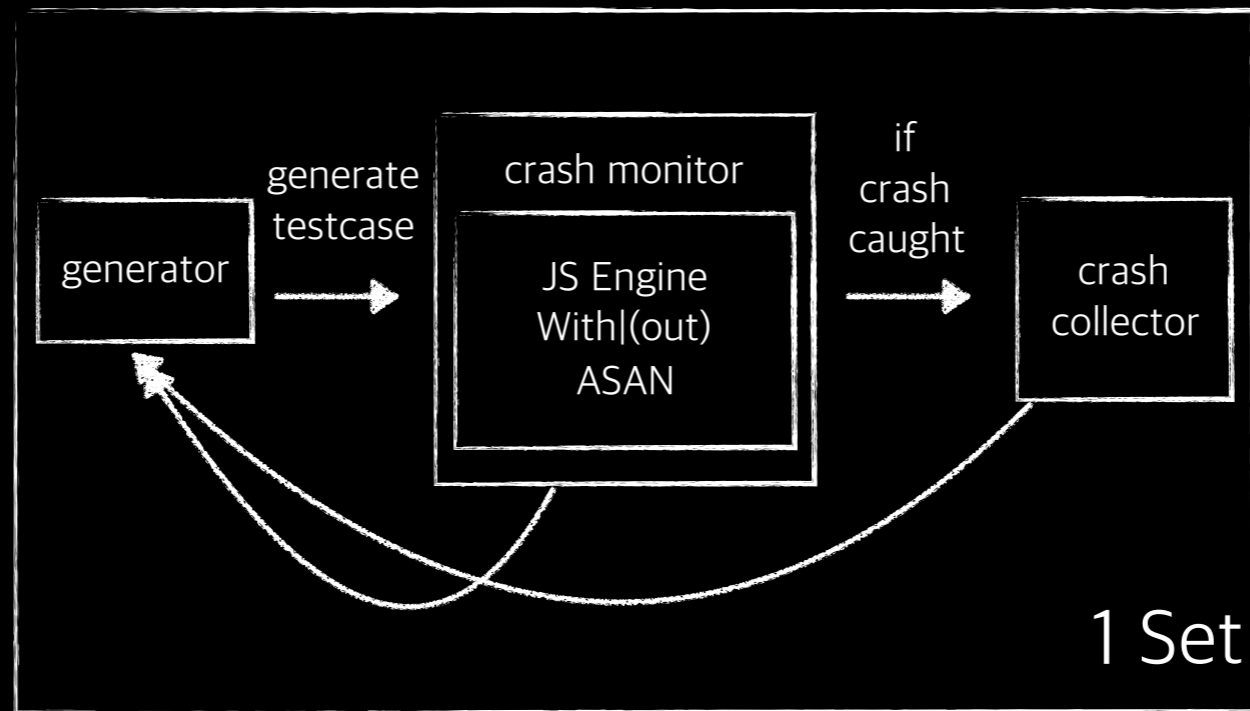 generator
generate
testcase
crash monitor
JS Engine
With|(out)
ASAN
if
crash
caught
crash
collector
1 Set